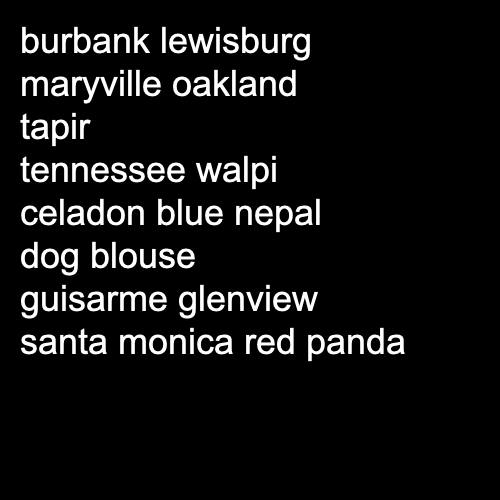 burbank lewisburg
maryville oakland
tapir
tennessee walpi
celadon blue nepal
dog blouse
guisarme glenview
santa monica red panda